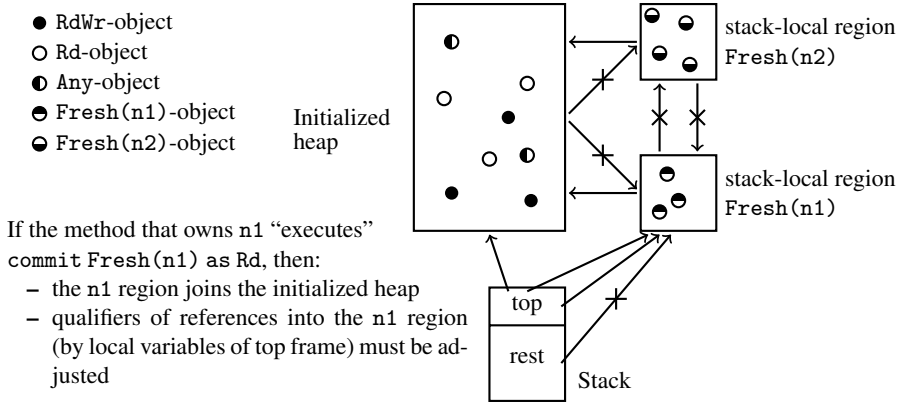 RdWr-object
Rd-object
Any-object
Fresh(n1)-object
Fresh(n2)-object
Initialized
heap
stack-local region
Fresh(n2)
stack-local region
Fresh(n1)
If the method that owns n1 “executes”
commit Fresh(n1) as Rd, then:
– the n1 region joins the initialized heap
– qualifiers of references into the n1 region
(by local variables of top frame) must be ad-
justed
top
rest
Stack